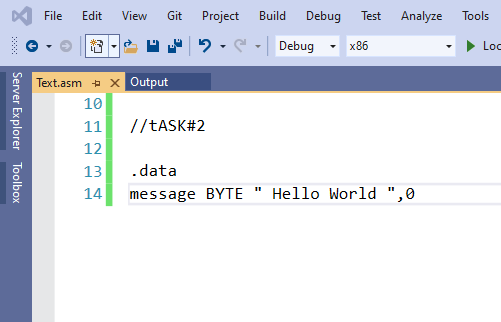 File Edit View Git Project Build Debug Test Analyze Tools
Debug x86 Loc
Server Explorer
Toolbox
Text.asm Output
10
11 //tASK#2
12
13 .data
14 message BYTE " Hello World ",0